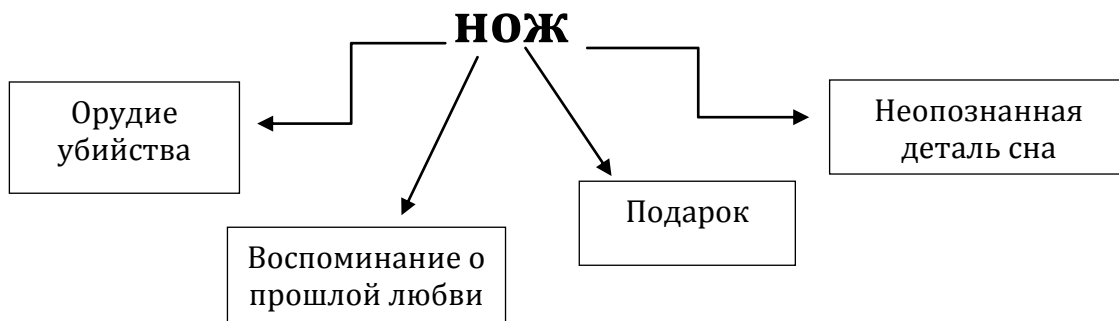 нож
Орудие
убийства
Воспоминание о
прошлой любви
Подарок
Неопознанная
деталь сна